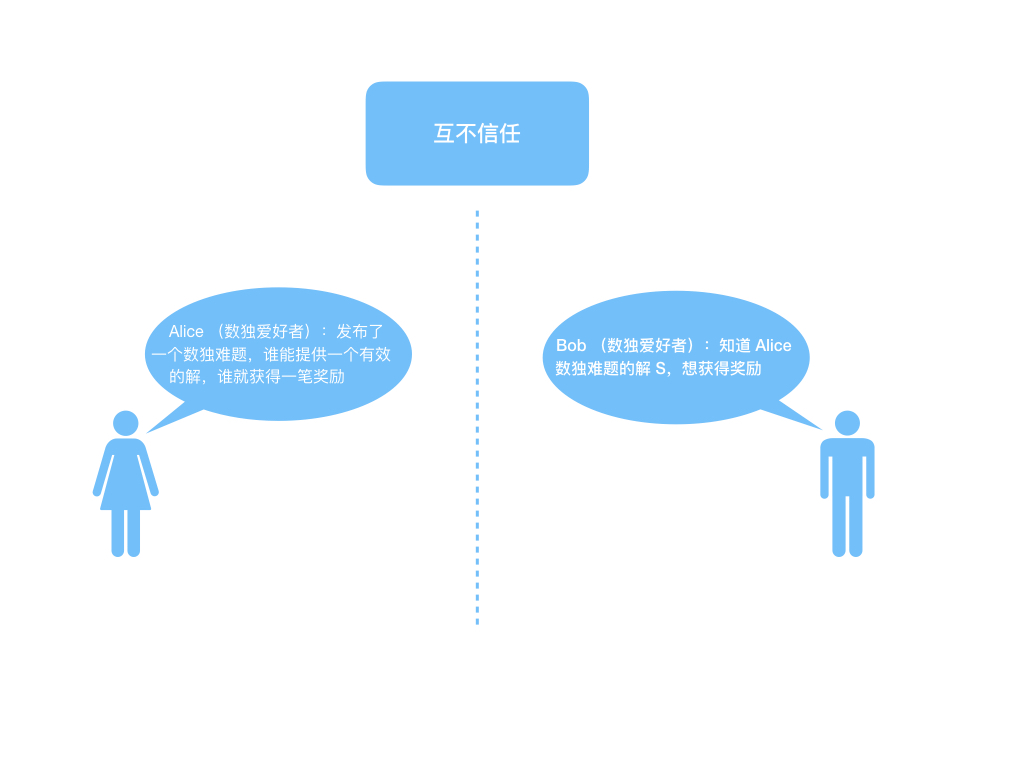 互不信任
Alice （数独爱好者）：发布了
一个数独难题，谁能提供一个有效
的解，谁就获得一笔奖励
Bob （数独爱好者）：知道 Alice
数独难题的解 S，想获得奖励